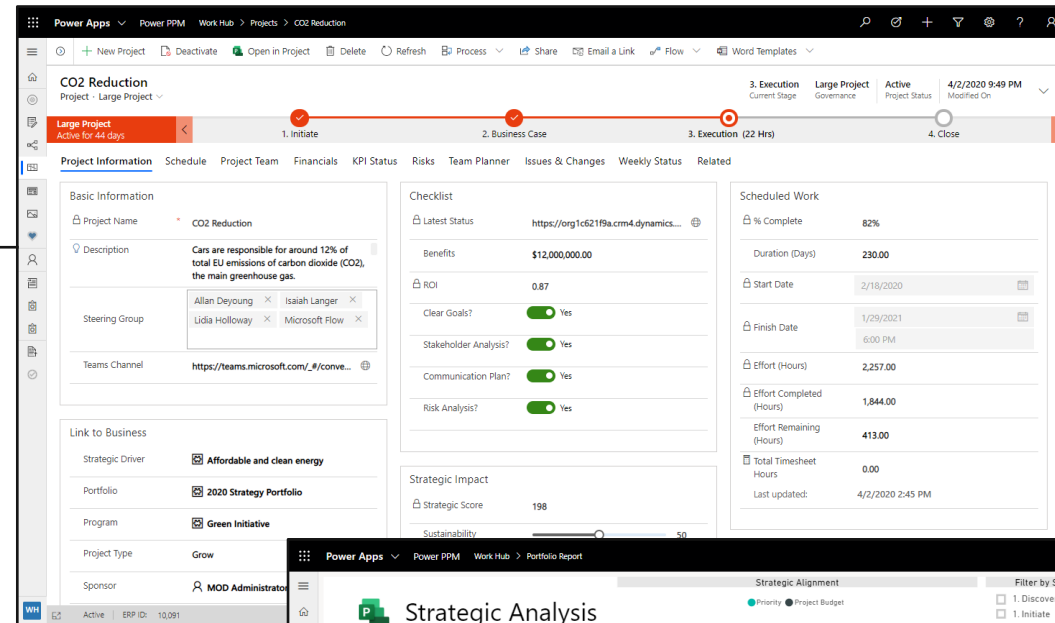 Power Apps Power PPM Work Hub > Projects > CO2 Reduction
New Project Deactivate Open in Project Delete Refresh Process Share Email a Link Flow Word Templates
CO2 Reduction
Project · Large Project
3. Execution Large Project Active 4/2/2020 9:49 PM
Current Stage Governance Project Status Modified On
Large Project
Active for 44 days
1. Initiate 2. Business Case 3. Execution (22 Hrs) 4. Close
Project Information Schedule Project Team Financials KPI Status Risks Team Planner Issues & Changes Weekly Status Related
Basic Information
Project Name * CO2 Reduction
Description Cars are responsible for around 12% of
total EU emissions of carbon dioxide (CO2),
the main greenhouse gas.
Steering Group Allan Deyoung × Isaiah Langer ×
Lidia Holloway × Microsoft Flow ×
Teams Channel https://teams.microsoft.com/_#/conve...
Link to Business
Strategic Driver Affordable and clean energy
Portfolio 2020 Strategy Portfolio
Program Green Initiative
Project Type Grow
Sponsor MOD Administrator
WH Active ERP ID: 10,091
Checklist
Latest Status https://org1c621f9a.crm4.dynamics....
Benefits $12,000,000.00
ROI 0.87
Clear Goals? Yes
Stakeholder Analysis? Yes
Communication Plan? Yes
Risk Analysis? Yes
Strategic Impact
Strategic Score 198
Sustainability 50
Scheduled Work
% Complete 82%
Duration (Days) 230.00
Start Date 2/18/2020
Finish Date 1/29/2021
6:00 PM
Effort (Hours) 2,257.00
Effort Completed
(Hours) 1,844.00
Effort Remaining
(Hours) 413.00
Total Timesheet
Hours 0.00
Last updated: 4/2/2020 2:45 PM
Power Apps Power PPM Work Hub > Portfolio Report
Strategic Analysis
Strategic Alignment
Priority Project Budget
Filter by S
1. Discove
1. Initiate